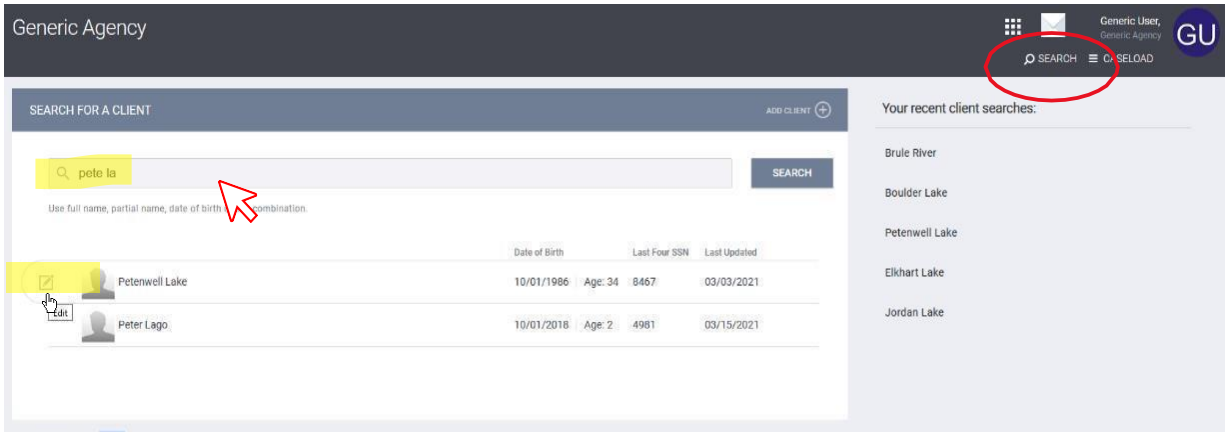 Generic Agency
Generic User,
Generic Agency
GU
SEARCH CASELOAD
SEARCH FOR A CLIENT
ADD CLIENT
pete la
SEARCH
Use full name, partial name, date of birth combination.
Date of Birth Last Four SSN Last Updated
Petenwell Lake 10/01/1986 Age: 34 8467 03/03/2021
Edit
Peter Lago 10/01/2018 Age: 2 4981 03/15/2021
Your recent client searches:
Brule River
Boulder Lake
Petenwell Lake
Elkhart Lake
Jordan Lake